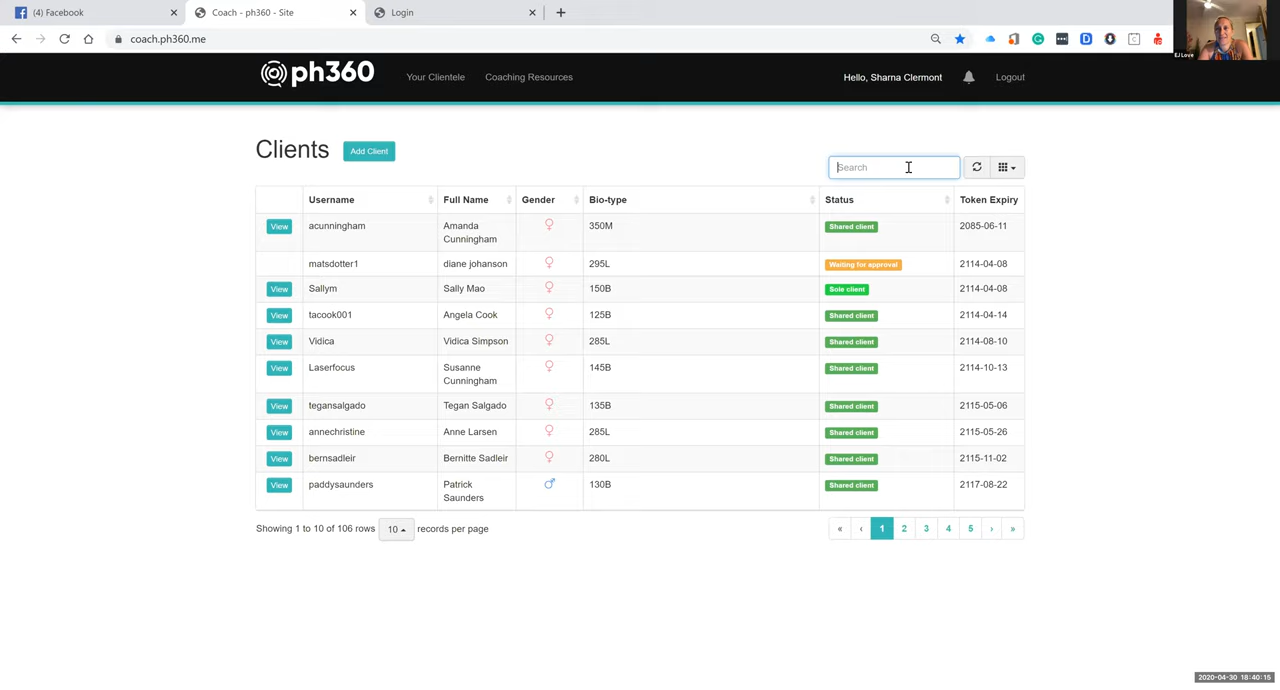 (4) Facebook
Coach - ph360 - Site
Login
coach.ph360.me
EJ Love
ph360
Your Clientele
Coaching Resources
Hello, Sharna Clermont
Logout
Clients
Add Client
Search
Username Full Name Gender Bio-type Status Token Expiry
View acunningham Amanda 350M Shared client 2085-06-11
Cunningham
matsdotter1 diane johanson 295L Waiting for approval 2114-04-08
View Sallym Sally Mao 150B Sole client 2114-04-08
View tacook001 Angela Cook 125B Shared client 2114-04-14
View Vidica Vidica Simpson 285L Shared client 2114-08-10
View Laserfocus Susanne 145B Shared client 2114-10-13
Cunningham
View tegansalgado Tegan Salgado 135B Shared client 2115-05-06
View annechristine Anne Larsen 285L Shared client 2115-05-26
View bernsadleir Bernitte Sadleir 280L Shared client 2115-11-02
View paddysaunders Patrick 130B Shared client 2117-08-22
Saunders
Showing 1 to 10 of 106 rows 10 records per page
« ‹ 1 2 3 4 5 › »
2020-04-30 18:40:15